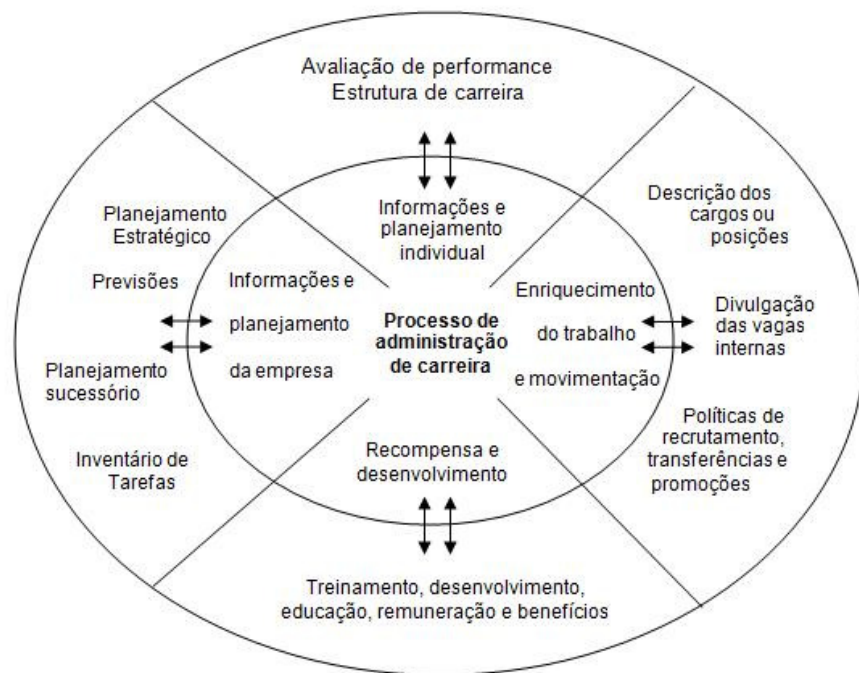 Avaliação de performance
Estrutura de carreira
Informações e
planejamento
individual
Planejamento
Estratégico
Previsões
Planejamento
sucessório
Inventário de
Tarefas
Informações e
planejamento
da empresa
Processo de
administração
de carreira
Enriquecimento
do trabalho
e movimentação
Descrição dos
cargos ou
posições
Divulgação
das vagas
internas
Políticas de
recrutamento,
transferências e
promoções
Recompensa e
desenvolvimento
Treinamento, desenvolvimento,
educação, remuneração e benefícios